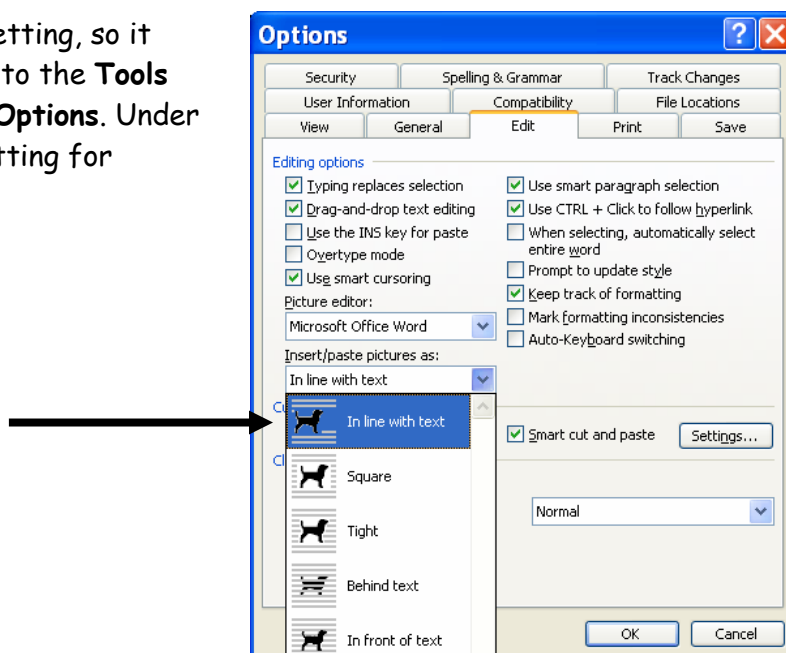 etting, so it
to the Tools
Options. Under
tting for
Options
Security Spelling & Grammar Track Changes
User Information Compatibility File Locations
View General Edit Print Save
Editing options
Typing replaces selection
Drag-and-drop text editing
Use the INS key for paste
Overtype mode
Use smart cursoring
Picture editor:
Microsoft Office Word
Insert/paste pictures as:
In line with text
Use smart paragraph selection
Use CTRL + Click to follow hyperlink
When selecting, automatically select
entire word
Prompt to update style
Keep track of formatting
Mark formatting inconsistencies
Auto-Keyboard switching
Cu
In line with text
Smart cut and paste Settings...
Cl
Square
Tight
Normal
Behind text
In front of text
OK Cancel